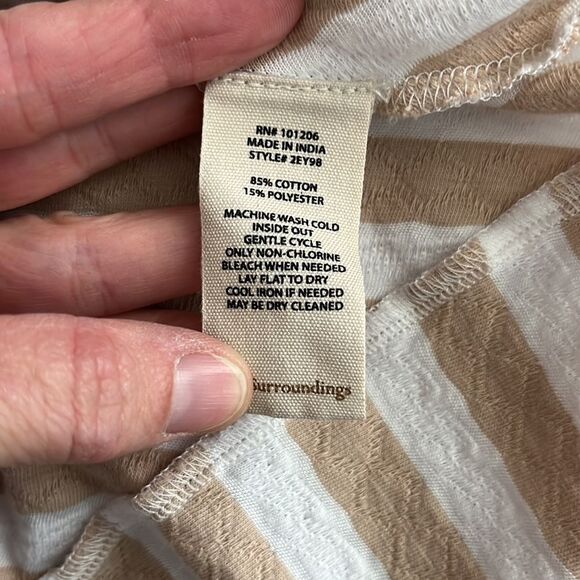 RN# 101206
MADE IN INDIA
STYLE# 2EY98
85% COTTON
15% POLYESTER
MACHINE WASH COLD
INSIDE OUT
GENTLE CYCLE
ONLY NON-CHLORINE
BLEACH WHEN NEEDED
LAY FLAT TO DRY
COOL IRON IF NEEDED
MAY BE DRY CLEANED
Surroundings